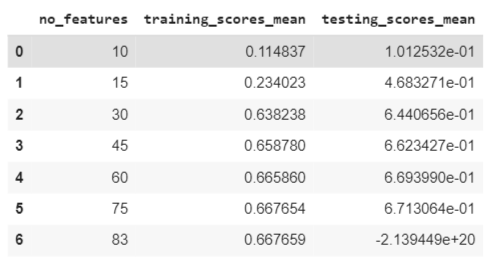 no_features training_scores_mean testing_scores_mean
0 10 0.114837 1.012532e-01
1 15 0.234023 4.683271e-01
2 30 0.638238 6.440656e-01
3 45 0.658780 6.623427e-01
4 60 0.665860 6.693990e-01
5 75 0.667654 6.713064e-01
6 83 0.667659 -2.139449e+20